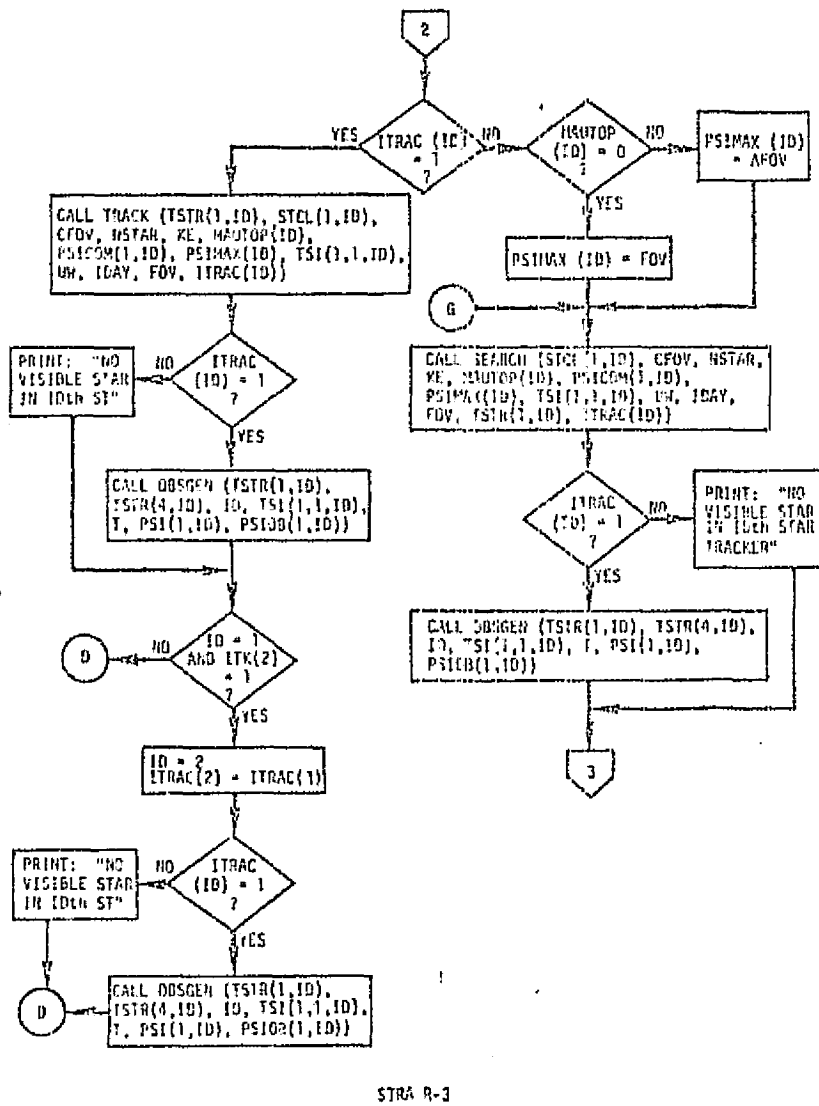 2
YES
ITRAC (ID)
= 1
?
NO
MAUTOP
(ID) = 0
?
NO
PSIMAX (ID)
= AFOV
YES
CALL TRACK (TSTR(1,ID), STCL(1,ID),
CFOV, NSTAR, KE, MAUTOP(ID),
PSICOM(1,ID), PSIMAX(ID), TSI(1,1,ID),
UW, IDAY, FOV, ITRAC(ID))
PSIMAX (ID) = FOV
G
PRINT: "NO
VISIBLE STAR
IN IDth ST"
NO
ITRAC
(ID) = 1
?
YES
CALL SEARCH (STCL(1,ID), CFOV, NSTAR,
KE, MAUTOP(ID), PSICOM(1,ID),
PSIMAX(ID), TSI(1,1,ID), UW, IDAY,
FOV, TSTR(1,ID), ITRAC(ID))
CALL OBSGEN (TSTR(1,ID),
TSTR(4,ID), ID, TSI(1,1,ID),
T, PSI(1,ID), PSIOB(1,ID))
ITRAC
(ID) = 1
?
NO
PRINT: "NO
VISIBLE STAR
IN IDth STAR
TRACKER"
YES
D
NO
ID = 1
AND ITK(2)
= 1
?
YES
CALL OBSGEN (TSTR(1,ID), TSTR(4,ID),
ID, TSI(1,1,ID), T, PSI(1,ID),
PSIOB(1,ID))
ID = 2
ITRAC(2) = ITRAC(1)
3
PRINT: "NO
VISIBLE STAR
IN IDth ST"
NO
ITRAC
(ID) = 1
?
YES
D
CALL OBSGEN (TSTR(1,ID),
TSTR(4,ID), ID, TSI(1,1,ID),
T, PSI(1,ID), PSIOB(1,ID))
STRA R-3